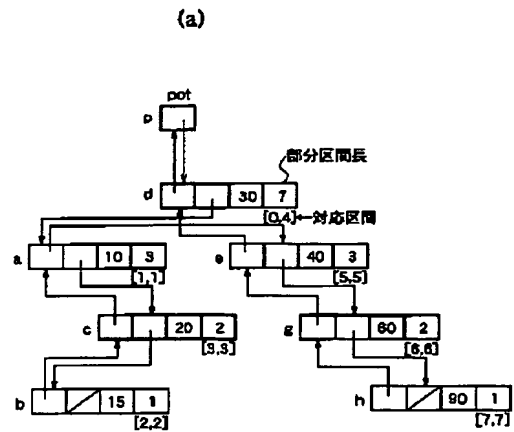 (a)
pot
p
部分区間長
d 30 7
[0,4]←対応区間
a 10 3
[1,1]
e 40 3
[5,5]
c 20 2
[3,3]
g 60 2
[6,6]
b 15 1
[2,2]
h 90 1
[7,7]